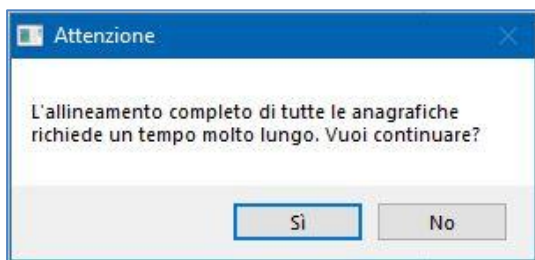 Attenzione
L'allineamento completo di tutte le anagrafiche
richiede un tempo molto lungo. Vuoi continuare?
Sì
No